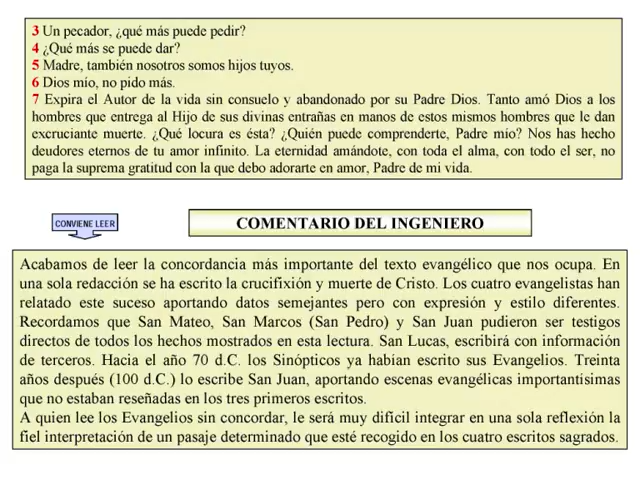 3 Un pecador, ¿qué más puede pedir?
4 ¿Qué más se puede dar?
5 Madre, también nosotros somos hijos tuyos.
6 Dios mío, no pido más.
7 Expira el Autor de la vida sin consuelo y abandonado por su Padre Dios. Tanto amó Dios a los
hombres que entrega al Hijo de sus divinas entrañas en manos de estos mismos hombres que le dan
excruciante muerte. ¿Qué locura es ésta? ¿Quién puede comprenderte, Padre mío? Nos has hecho
deudores eternos de tu amor infinito. La eternidad amándote, con toda el alma, con todo el ser, no
paga la suprema gratitud con la que debo adorarte en amor, Padre de mi vida.
CONVIENE LEER
COMENTARIO DEL INGENIERO
Acabamos de leer la concordancia más importante del texto evangélico que nos ocupa. En
una sola redacción se ha escrito la crucifixión y muerte de Cristo. Los cuatro evangelistas han
relatado este suceso aportando datos semejantes pero con expresión y estilo diferentes.
Recordamos que San Mateo, San Marcos (San Pedro) y San Juan pudieron ser testigos
directos de todos los hechos mostrados en esta lectura. San Lucas, escribirá con información
de terceros. Hacia el año 70 d.C. los Sinópticos ya habían escrito sus Evangelios. Treinta
años después (100 d.C.) lo escribe San Juan, aportando escenas evangélicas importantísimas
que no estaban reseñadas en los tres primeros escritos.
A quien lee los Evangelios sin concordar, le será muy difícil integrar en una sola reflexión la
fiel interpretación de un pasaje determinado que esté recogido en los cuatro escritos sagrados.